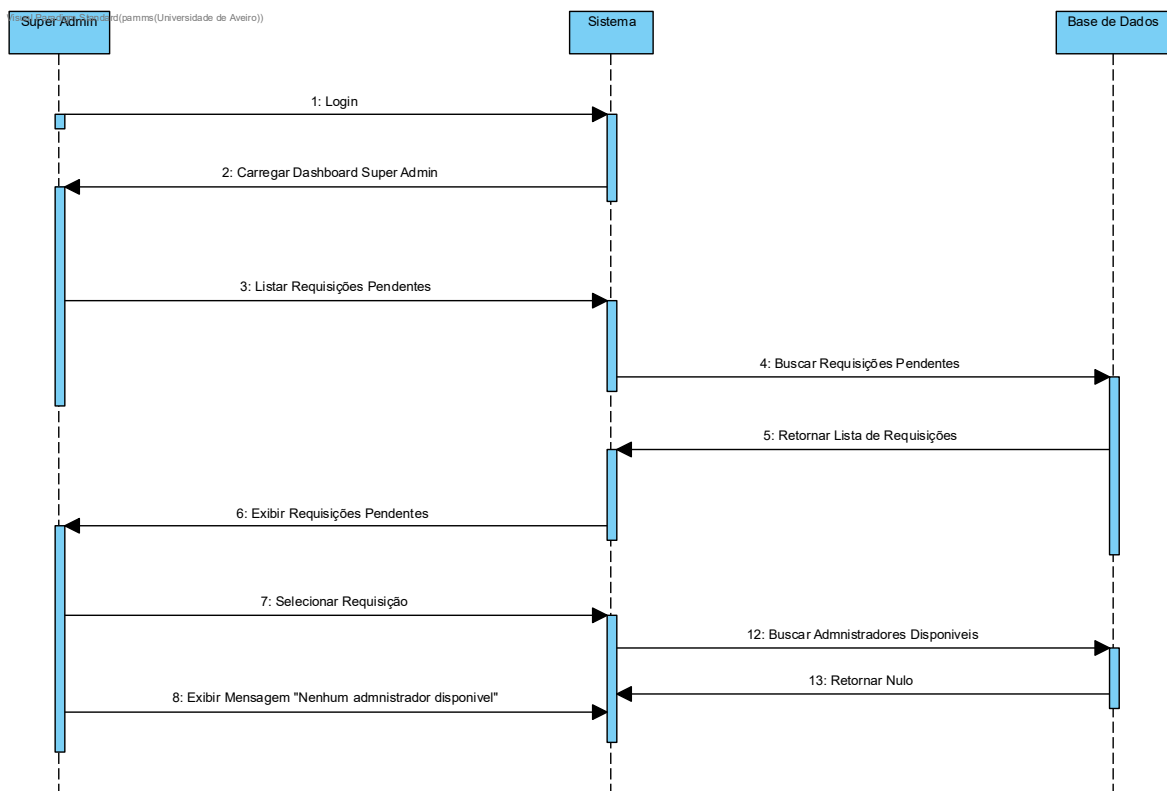 Visual Paradigm Standard(pamms(Universidade de Aveiro))
Super Admin
Sistema
Base de Dados
1: Login
2: Carregar Dashboard Super Admin
3: Listar Requisições Pendentes
4: Buscar Requisições Pendentes
5: Retornar Lista de Requisições
6: Exibir Requisições Pendentes
7: Selecionar Requisição
12: Buscar Admnistradores Disponiveis
13: Retornar Nulo
8: Exibir Mensagem "Nenhum admnistrador disponivel"